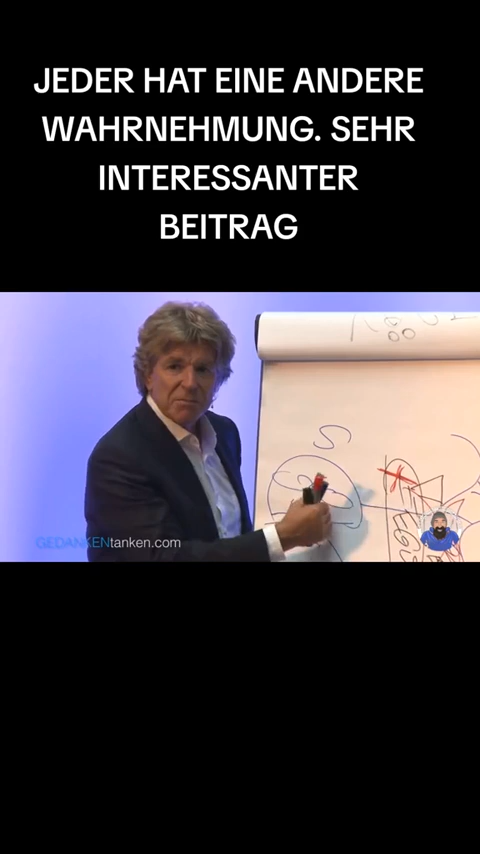 JEDER HAT EINE ANDERE
WAHRNEHMUNG. SEHR
INTERESSANTER
BEITRAG
GEDANKENtanken.com